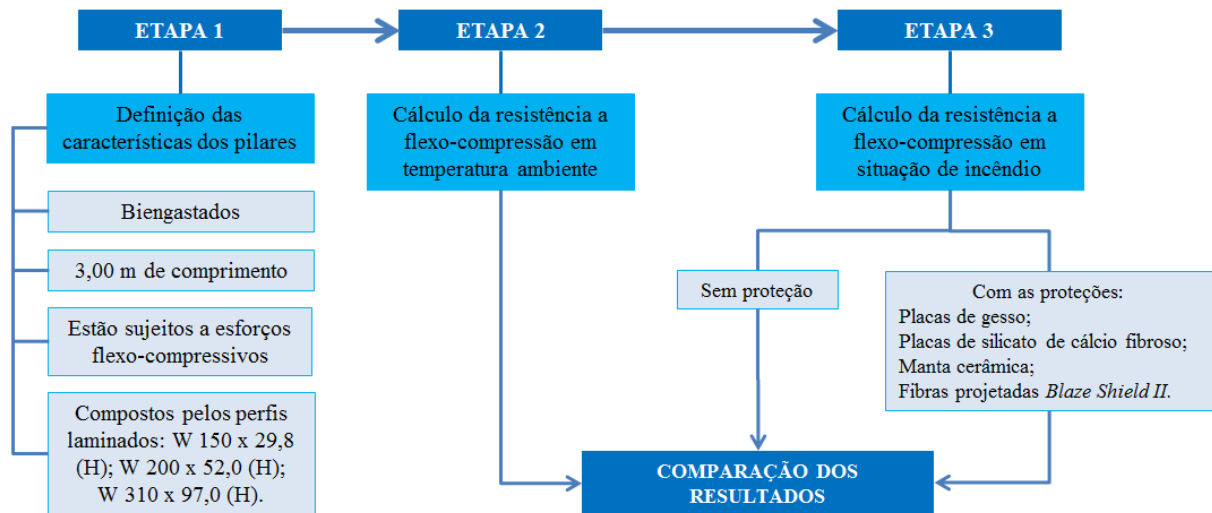 ETAPA 1
ETAPA 2
ETAPA 3
Definição das
características dos pilares
Biengastados
3,00 m de comprimento
Estão sujeitos a esforços
flexo-compressivos
Compostos pelos perfis
laminados: W 150 x 29,8
(H); W 200 x 52,0 (H);
W 310 x 97,0 (H).
Cálculo da resistência a
flexo-compressão em
temperatura ambiente
Cálculo da resistência a
flexo-compressão em
situação de incêndio
Sem proteção
Com as proteções:
Placas de gesso;
Placas de silicato de cálcio fibroso;
Manta cerâmica;
Fibras projetadas Blaze Shield II.
COMPARAÇÃO DOS
RESULTADOS